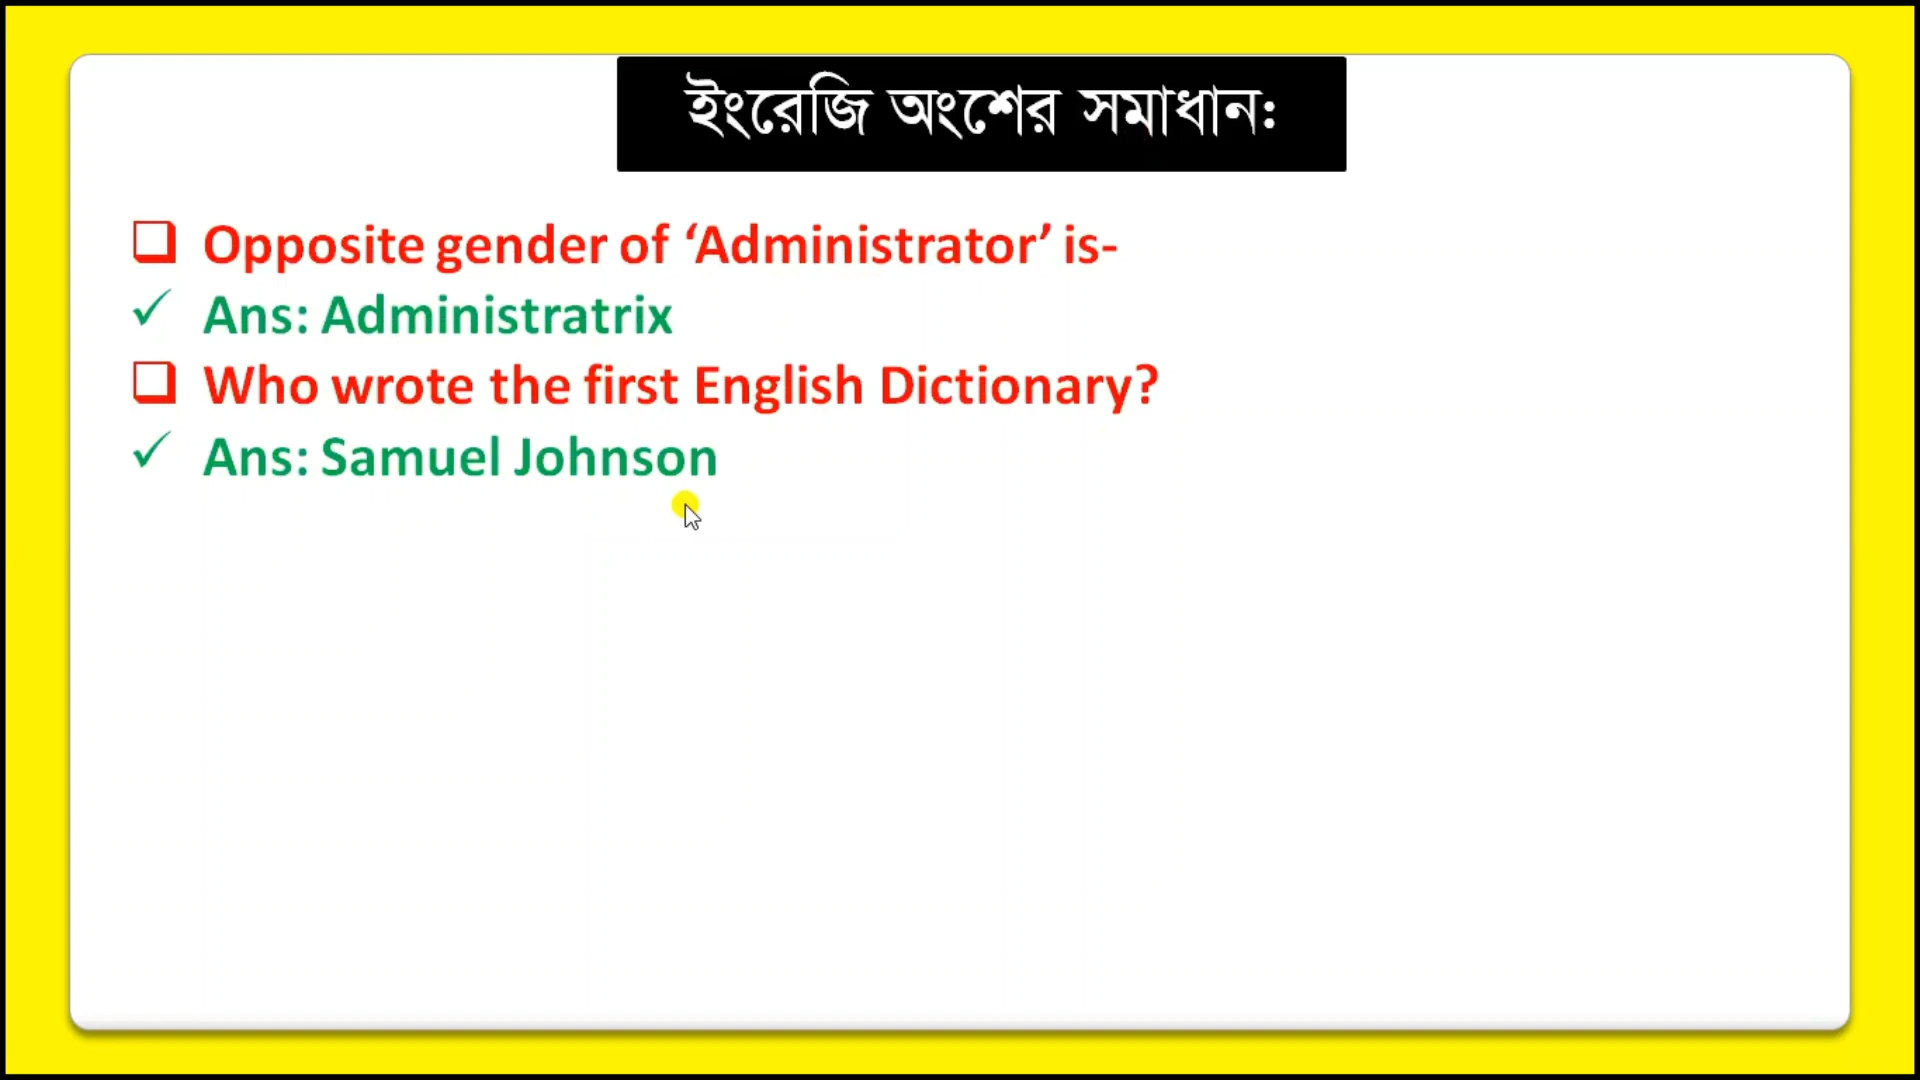 ইংরেজি অংশের সমাধান:
Opposite gender of ‘Administrator’ is-
Ans: Administratrix
Who wrote the first English Dictionary?
Ans: Samuel Johnson